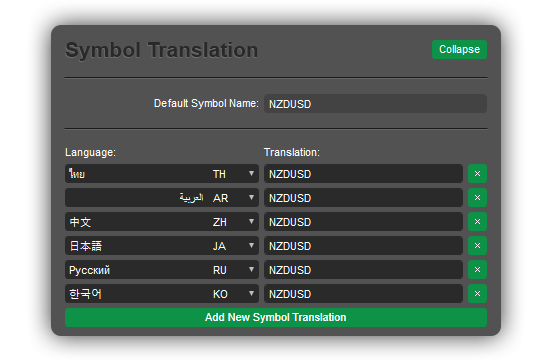 Symbol Translation
Collapse
Default Symbol Name: NZDUSD
Language: Translation:
ไทย TH NZDUSD
العربية AR NZDUSD
中文 ZH NZDUSD
日本語 JA NZDUSD
Русский RU NZDUSD
한국어 KO NZDUSD
Add New Symbol Translation